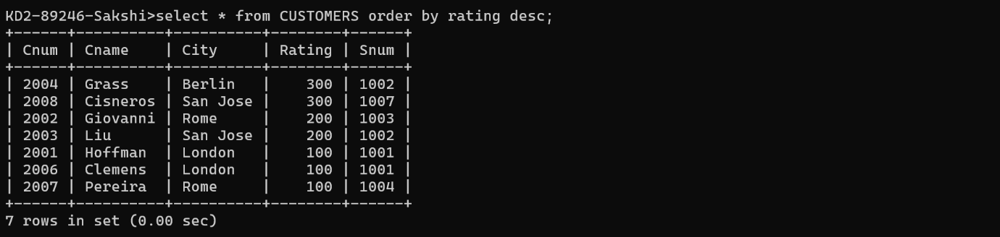 KD2-89246-Sakshi>select * from CUSTOMERS order by rating desc;
+------+----------+----------+--------+------+
| Cnum | Cname    | City     | Rating | Snum |
+------+----------+----------+--------+------+
| 2004 | Grass    | Berlin   |    300 | 1002 |
| 2008 | Cisneros | San Jose |    300 | 1007 |
| 2002 | Giovanni | Rome     |    200 | 1003 |
| 2003 | Liu      | San Jose |    200 | 1002 |
| 2001 | Hoffman  | London   |    100 | 1001 |
| 2006 | Clemens  | London   |    100 | 1001 |
| 2007 | Pereira  | Rome     |    100 | 1004 |
+------+----------+----------+--------+------+
7 rows in set (0.00 sec)